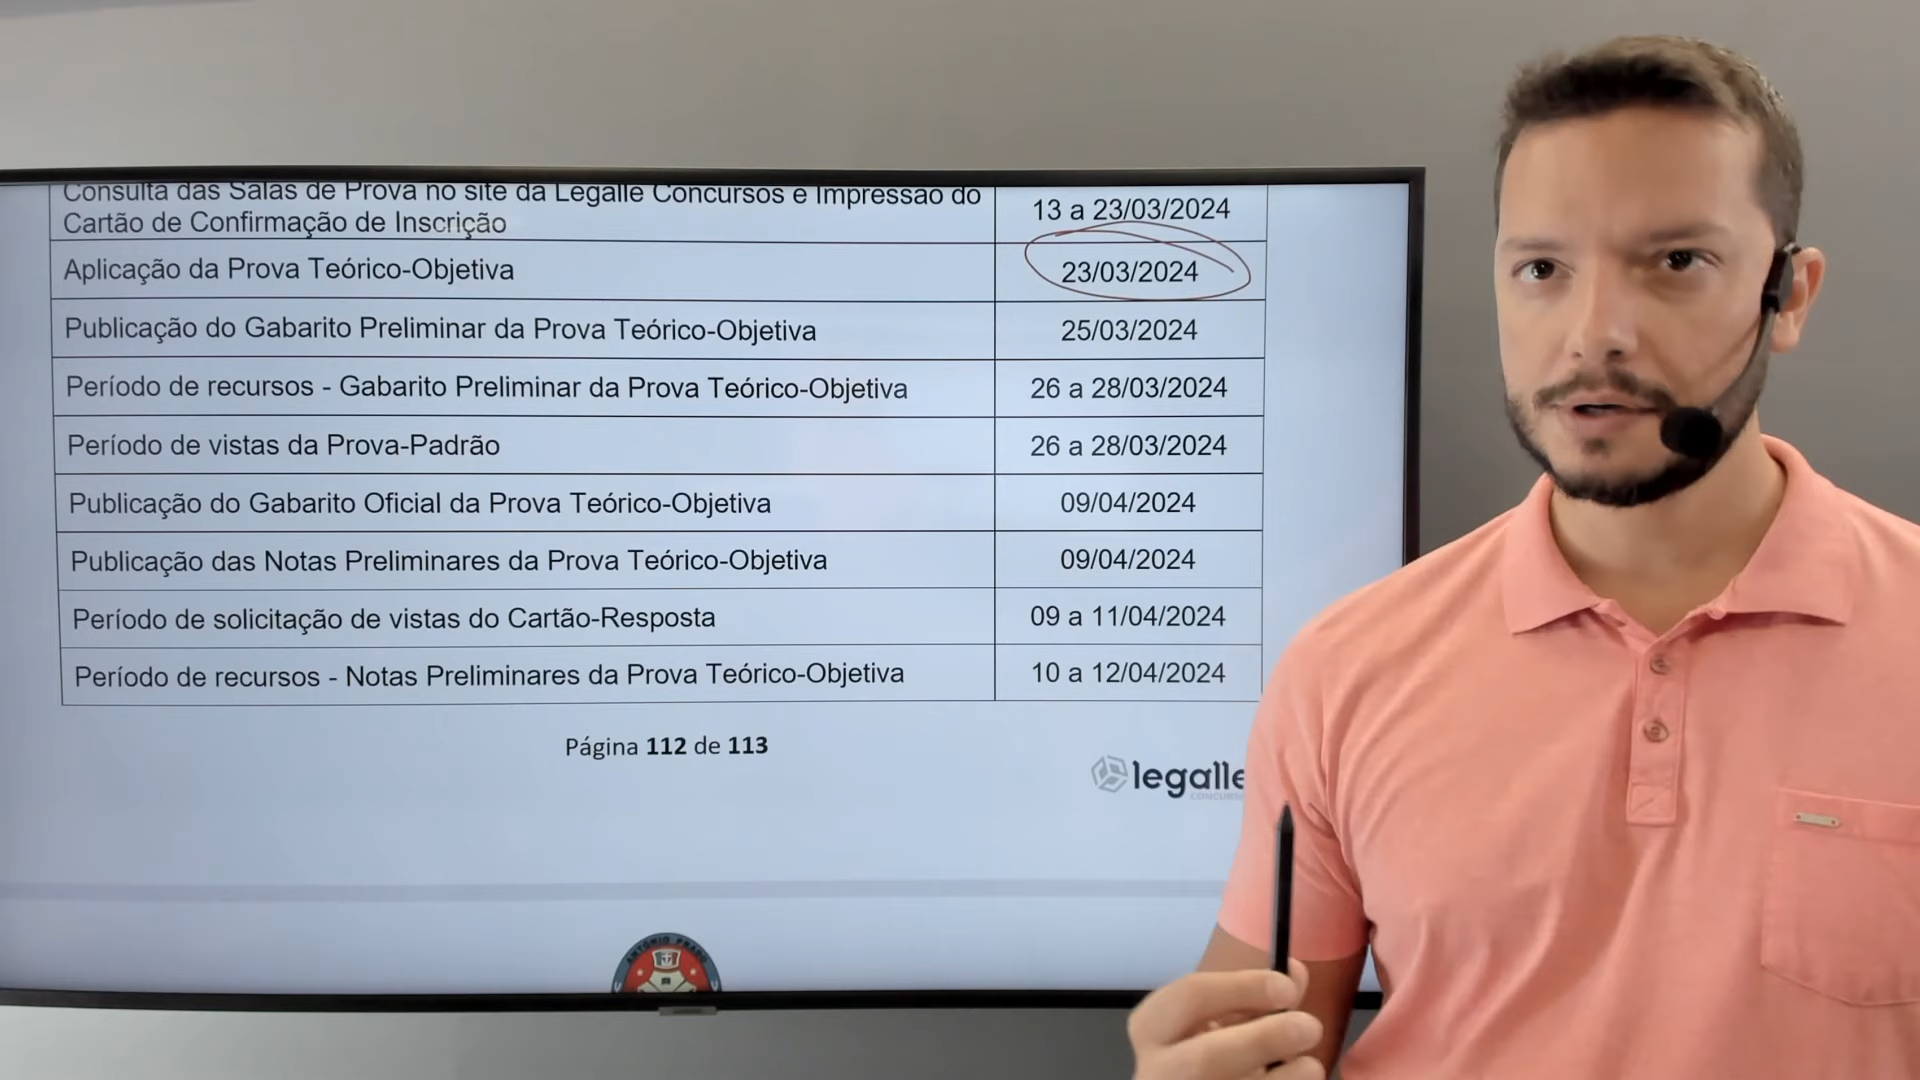 Consulta das Salas de Prova no site da Legalle Concursos e Impressão do
Cartão de Confirmação de Inscrição
13 a 23/03/2024
Aplicação da Prova Teórico-Objetiva
23/03/2024
Publicação do Gabarito Preliminar da Prova Teórico-Objetiva
25/03/2024
Período de recursos - Gabarito Preliminar da Prova Teórico-Objetiva
26 a 28/03/2024
Período de vistas da Prova-Padrão
26 a 28/03/2024
Publicação do Gabarito Oficial da Prova Teórico-Objetiva
09/04/2024
Publicação das Notas Preliminares da Prova Teórico-Objetiva
09/04/2024
Período de solicitação de vistas do Cartão-Resposta
09 a 11/04/2024
Período de recursos - Notas Preliminares da Prova Teórico-Objetiva
10 a 12/04/2024
Página 112 de 113
legalle
ANTÔNIO PRADO